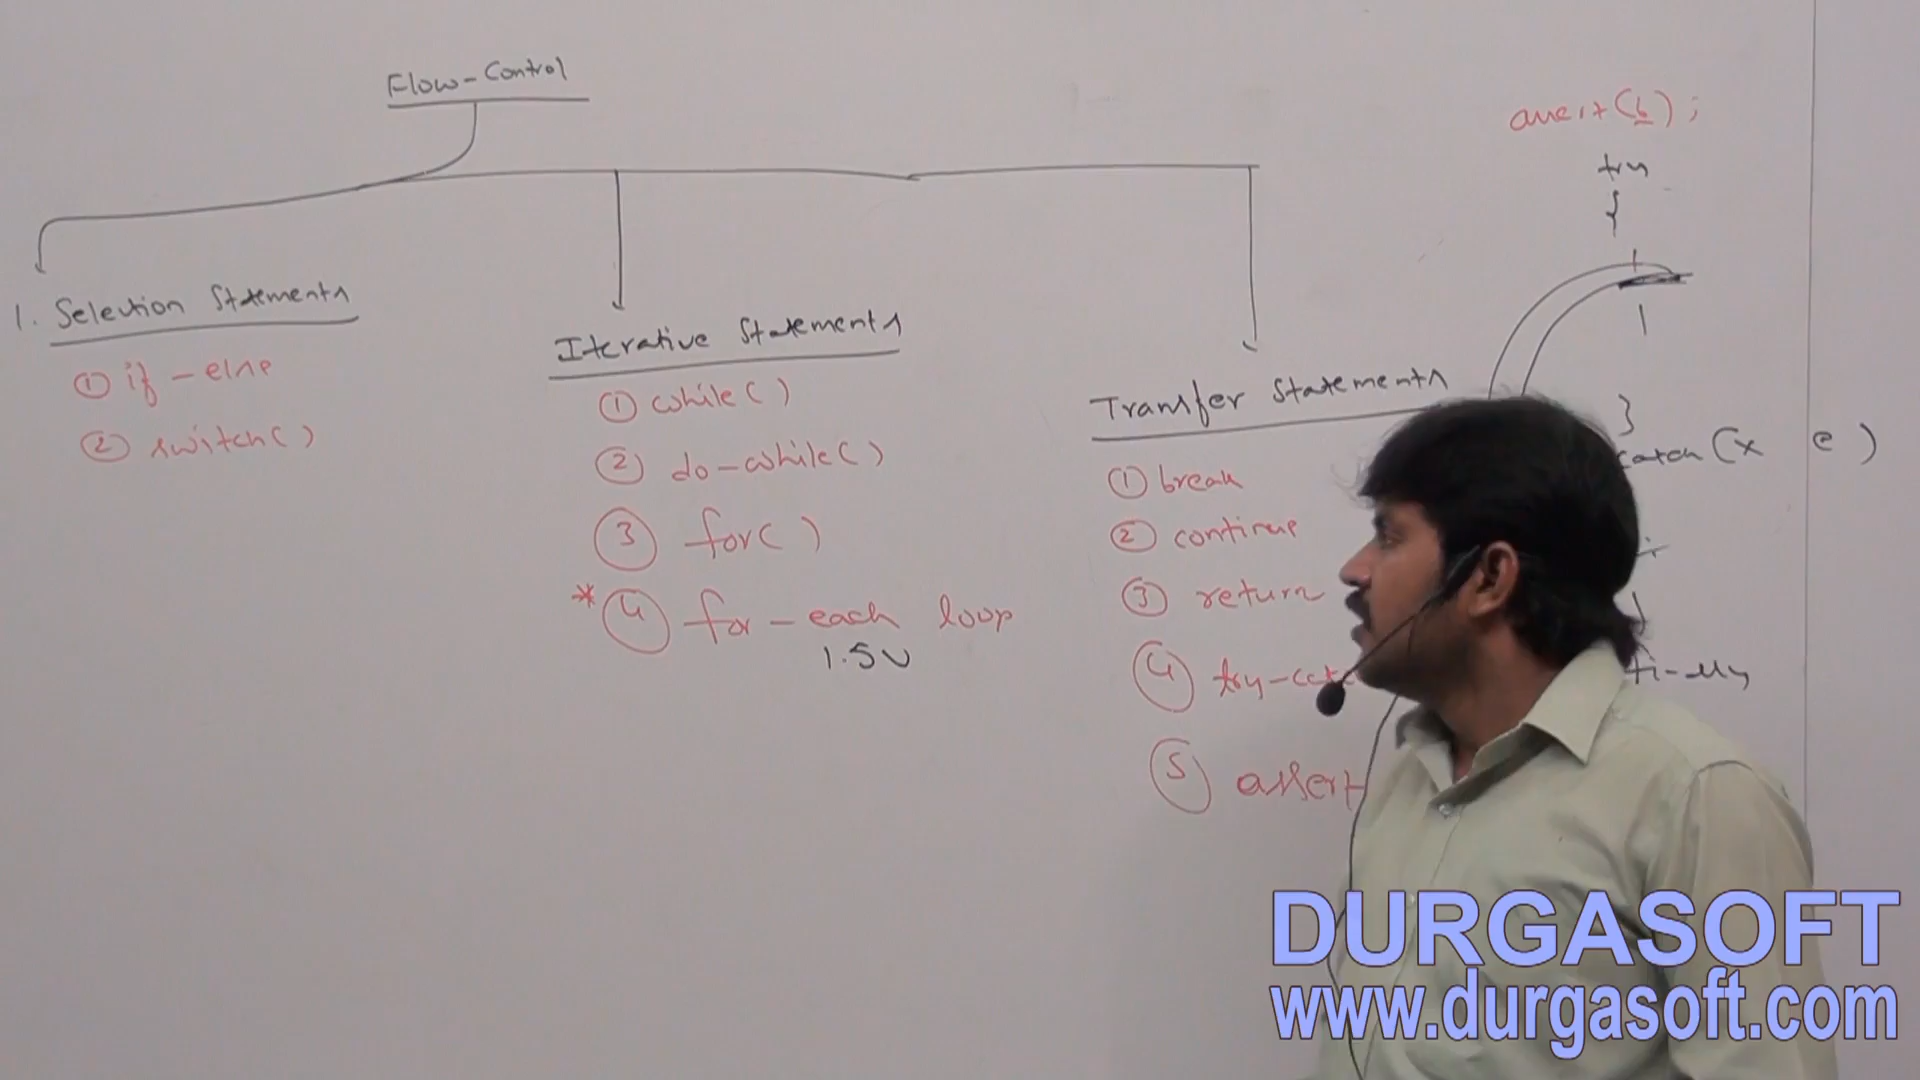 Flow-Control
1. Selection Statements
① if-else
② switch()
Iterative Statements
① while()
② do-while()
③ for()
* ④ for-each loop
1.5V
Transfer Statements
① break
② continue
③ return
④ try-catc
⑤ assert
assert(b);
try
{
}
catch(X e)
finally
DURGASOFT
www.durgasoft.com